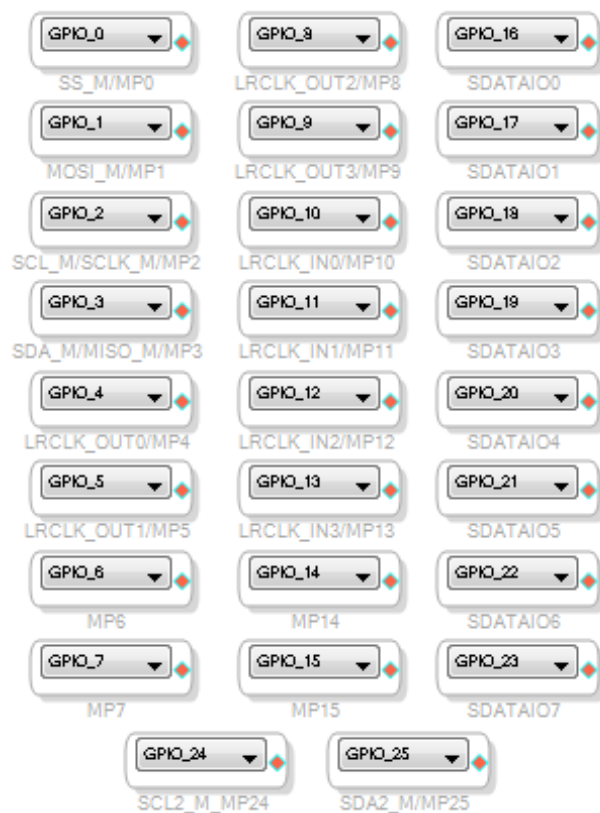 GPIO_0 GPIO_8 GPIO_16
SS_M/MP0 LRCLK_OUT2/MP8 SDATAIO0
GPIO_1 GPIO_9 GPIO_17
MOSI_M/MP1 LRCLK_OUT3/MP9 SDATAIO1
GPIO_2 GPIO_10 GPIO_18
SCL_M/SCLK_M/MP2 LRCLK_IN0/MP10 SDATAIO2
GPIO_3 GPIO_11 GPIO_19
SDA_M/MISO_M/MP3 LRCLK_IN1/MP11 SDATAIO3
GPIO_4 GPIO_12 GPIO_20
LRCLK_OUT0/MP4 LRCLK_IN2/MP12 SDATAIO4
GPIO_5 GPIO_13 GPIO_21
LRCLK_OUT1/MP5 LRCLK_IN3/MP13 SDATAIO5
GPIO_6 GPIO_14 GPIO_22
MP6 MP14 SDATAIO6
GPIO_7 GPIO_15 GPIO_23
MP7 MP15 SDATAIO7
GPIO_24 GPIO_25
SCL2_M_MP24 SDA2_M/MP25